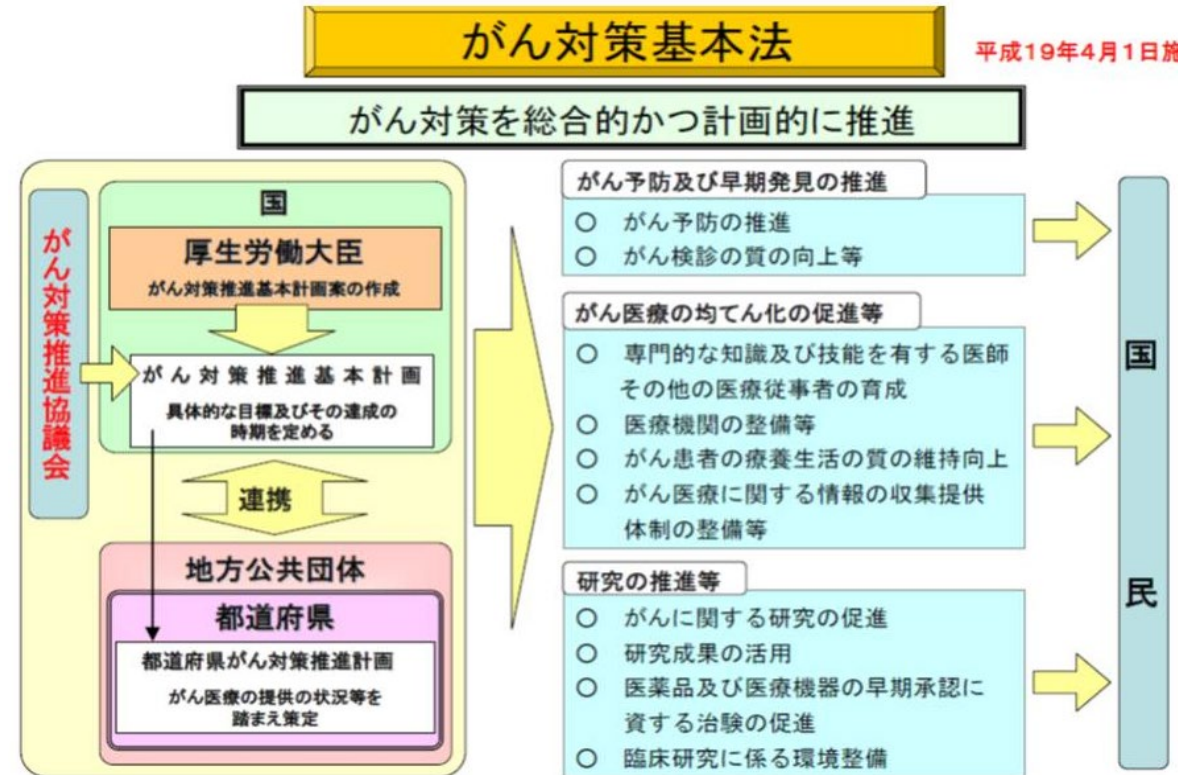 がん対策基本法
平成19年4月1日施
がん対策を総合的かつ計画的に推進
がん対策推進協議会
国
厚生労働大臣
がん対策推進基本計画案の作成
がん対策推進基本計画
具体的な目標及びその達成の
時期を定める
連携
地方公共団体
都道府県
都道府県がん対策推進計画
がん医療の提供の状況等を
踏まえ策定
がん予防及び早期発見の推進
○ がん予防の推進
○ がん検診の質の向上等
がん医療の均てん化の促進等
○ 専門的な知識及び技能を有する医師
その他の医療従事者の育成
○ 医療機関の整備等
○ がん患者の療養生活の質の維持向上
○ がん医療に関する情報の収集提供
体制の整備等
研究の推進等
○ がんに関する研究の促進
○ 研究成果の活用
○ 医薬品及び医療機器の早期承認に
資する治験の促進
○ 臨床研究に係る環境整備
国民